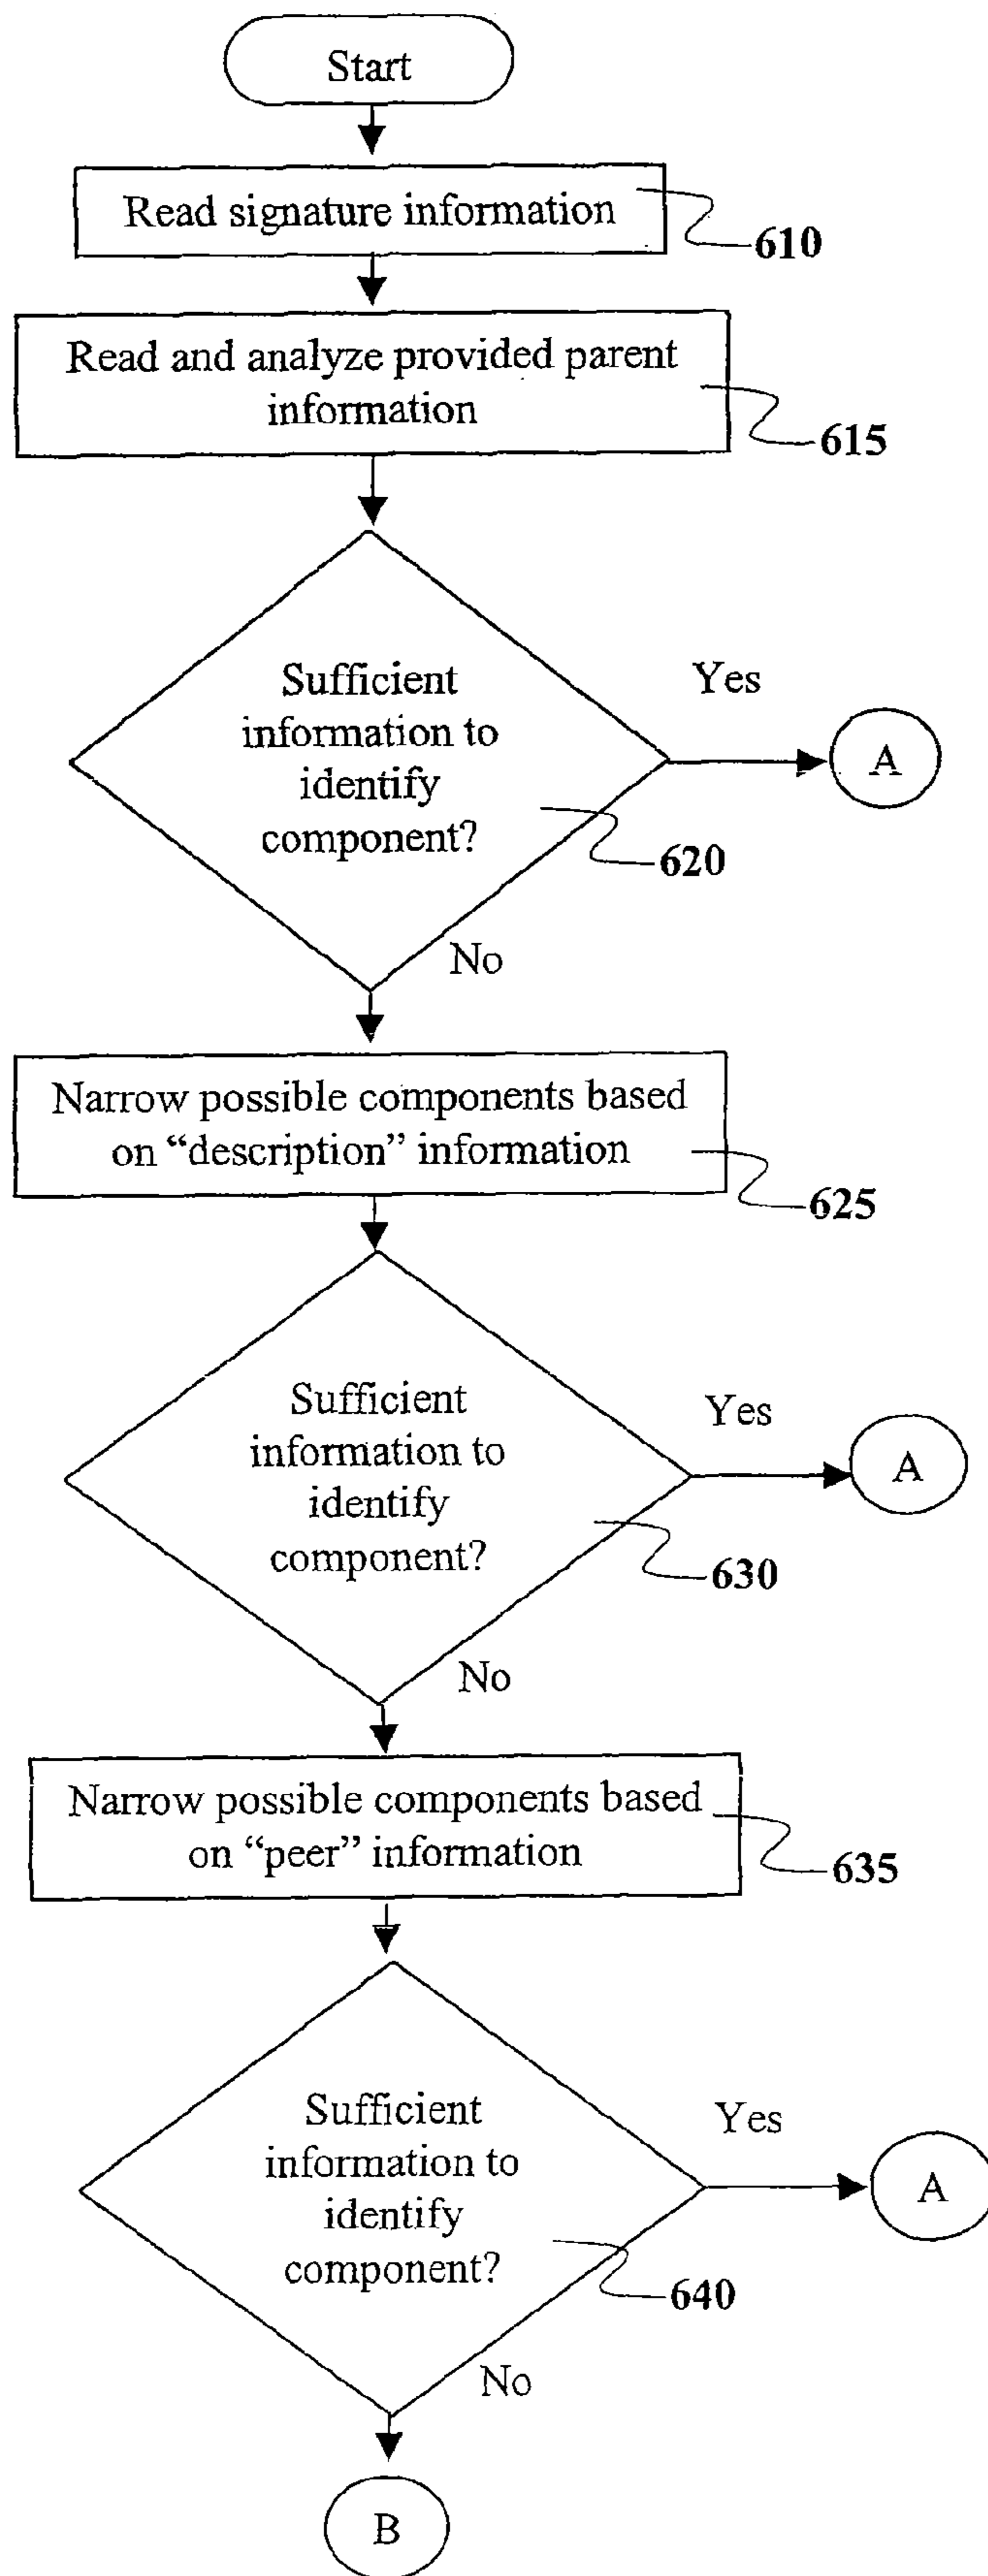 Start
Read signature information
610
Read and analyze provided parent
information
615
Sufficient
information to
identify
component?
Yes
A
620
No
Narrow possible components based
on “description” information
625
Sufficient
information to
identify
component?
Yes
A
630
No
Narrow possible components based
on “peer” information
635
Sufficient
information to
identify
component?
Yes
A
640
No
B